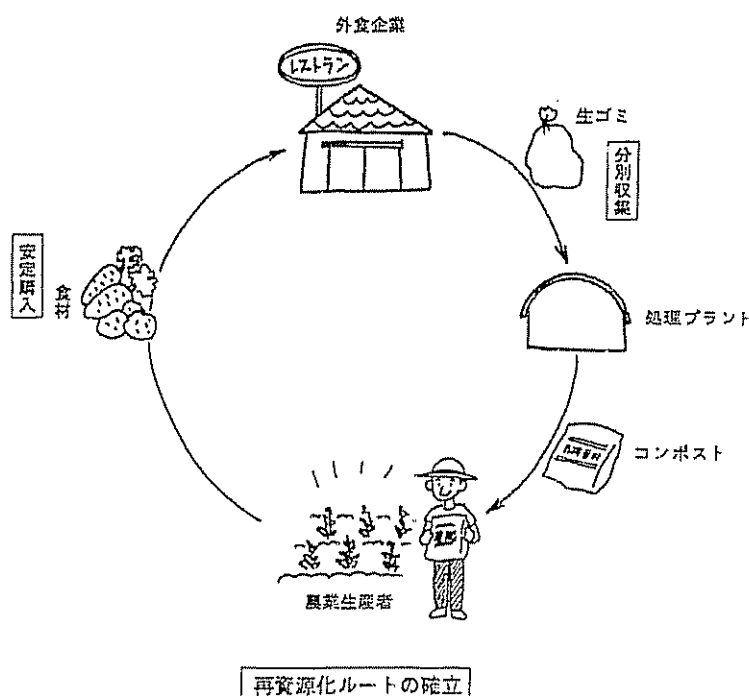 外食企業
レストラン
生ゴミ
分別収集
処理プラント
コンポスト
農業生産者
食材
安定購入
再資源化ルートの確立